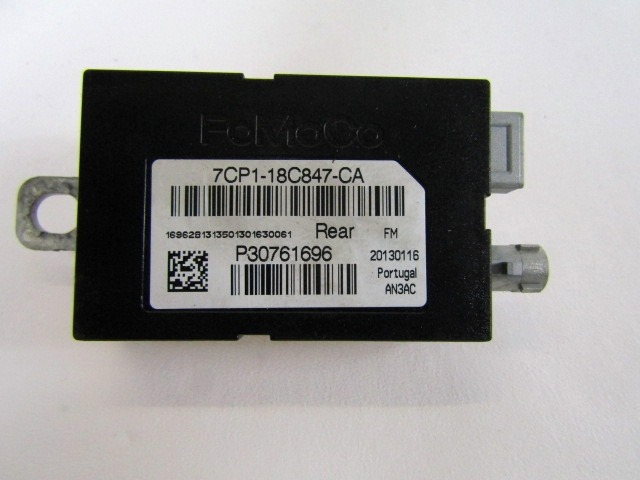 FoMoCo
7CP1-18C847-CA
1696281313501301630061 Rear FM
P30761696 20130116
Portugal
AN3AC